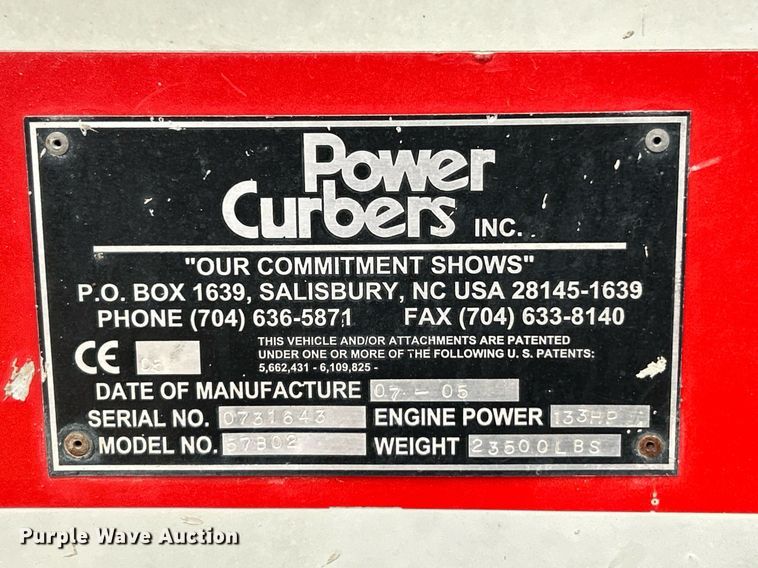 Power
Curbers INC.
"OUR COMMITMENT SHOWS"
P.O. BOX 1639, SALISBURY, NC USA 28145-1639
PHONE (704) 636-5871 FAX (704) 633-8140
CE 05 THIS VEHICLE AND/OR ATTACHMENTS ARE PATENTED
UNDER ONE OR MORE OF THE FOLLOWING U. S. PATENTS:
5,662,431 - 6,109,825 -
DATE OF MANUFACTURE 07 - 05
SERIAL NO. 0731643 ENGINE POWER 133HP
MODEL NO. 57B02 WEIGHT 23500LBS
Purple Wave Auction